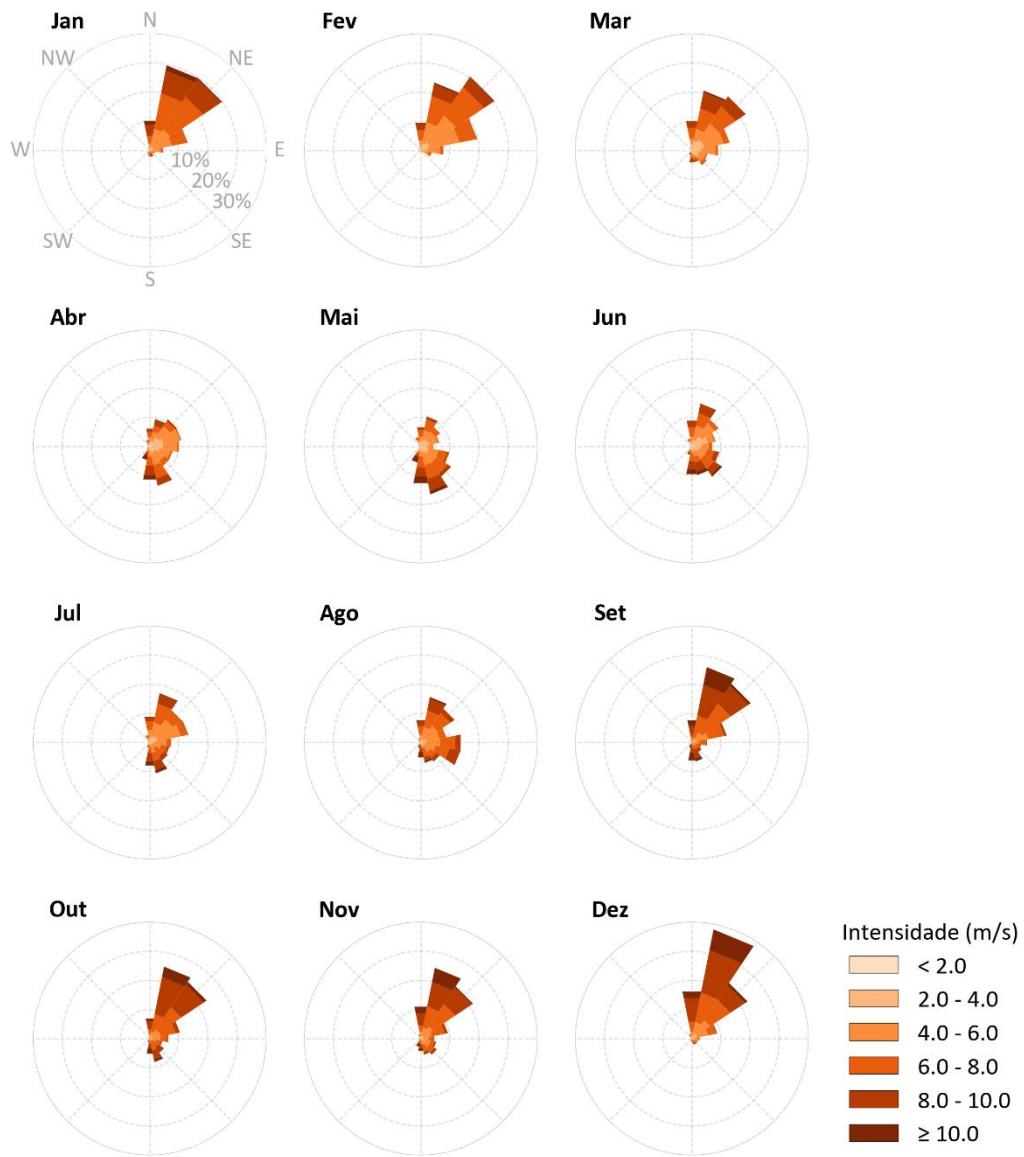 Jan
N
NW
NE
W
E
10%
20%
30%
SW
SE
S
Fev
Mar
Abr
Mai
Jun
Jul
Ago
Set
Out
Nov
Dez
Intensidade (m/s)
< 2.0
2.0 - 4.0
4.0 - 6.0
6.0 - 8.0
8.0 - 10.0
≥ 10.0